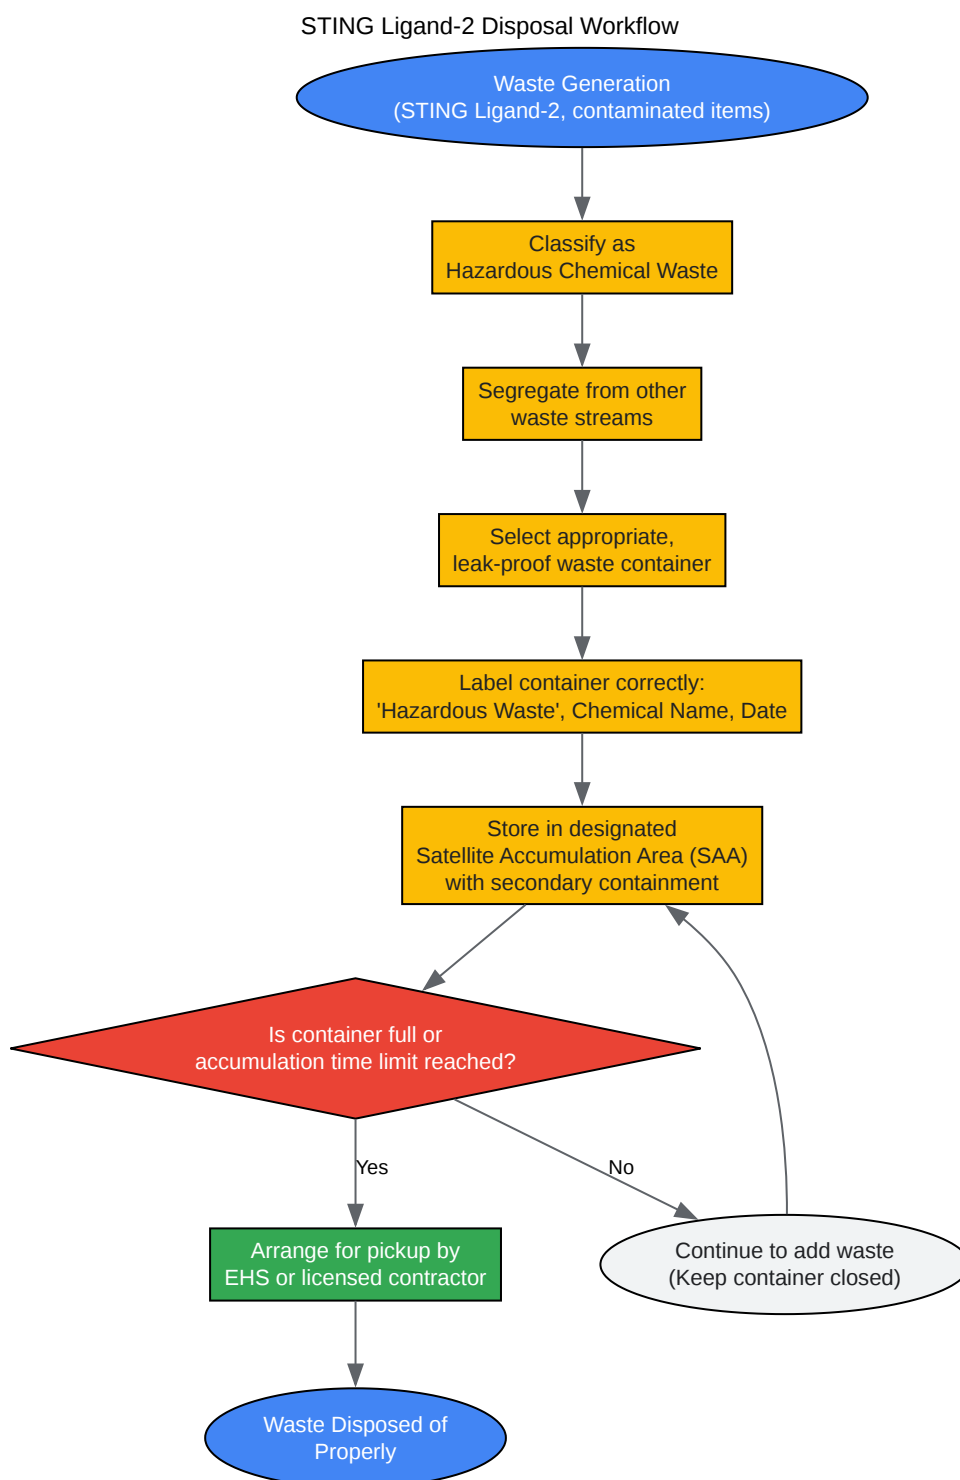 STING Ligand-2 Disposal Workflow
Waste Generation
(STING Ligand-2, contaminated items)
Classify as
Hazardous Chemical Waste
Segregate from other
waste streams
Select appropriate,
leak-proof waste container
Label container correctly:
'Hazardous Waste', Chemical Name, Date
Store in designated
Satellite Accumulation Area (SAA)
with secondary containment
Is container full or
accumulation time limit reached?
Yes
No
Arrange for pickup by
EHS or licensed contractor
Continue to add waste
(Keep container closed)
Waste Disposed of
Properly